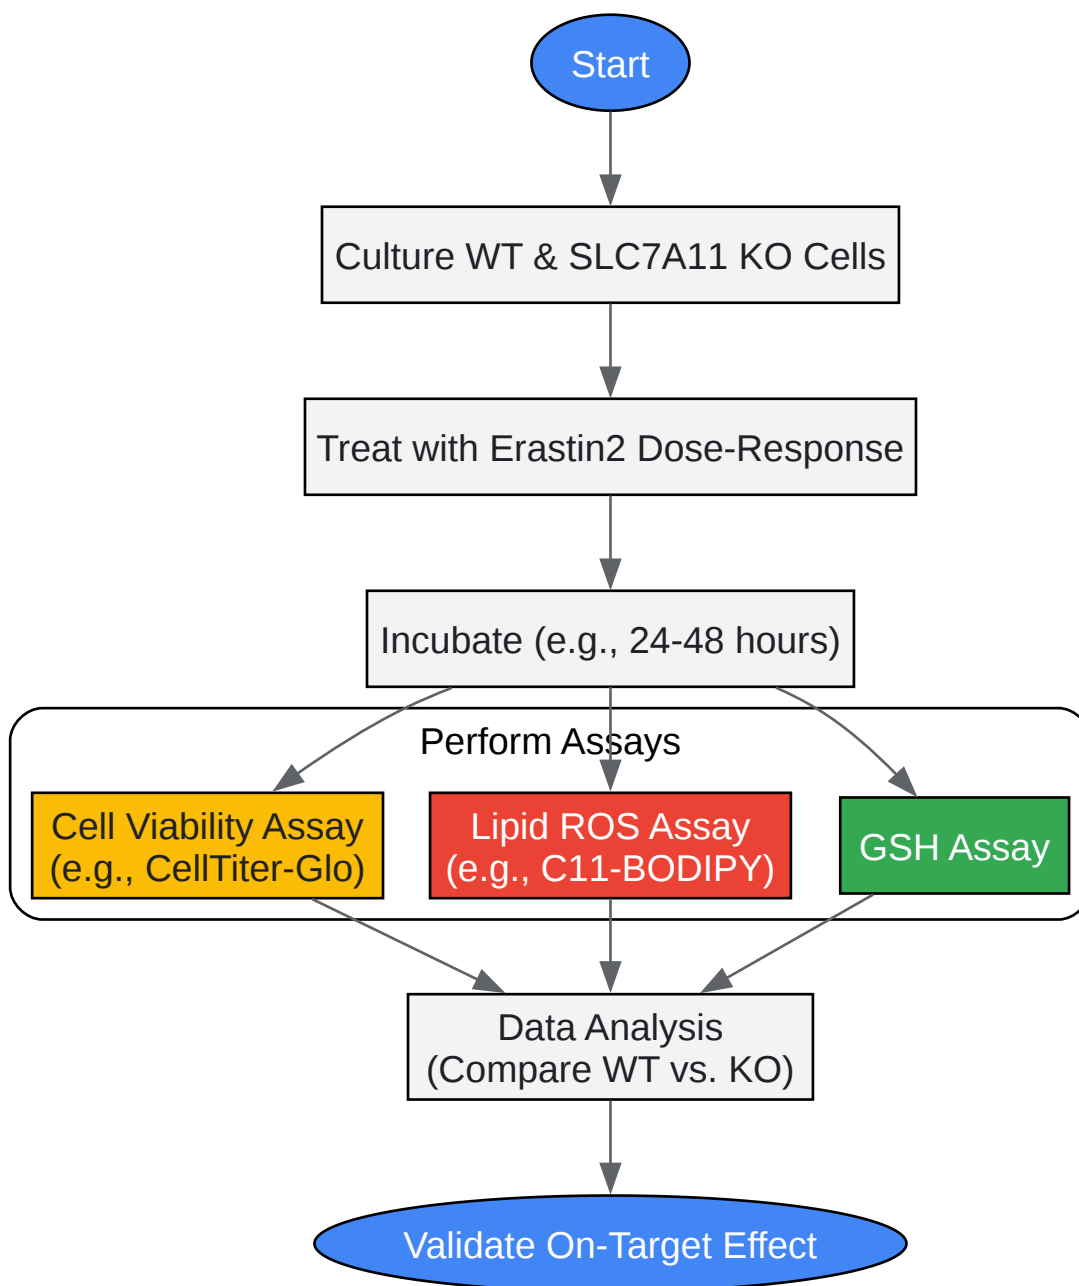 Start
Culture WT & SLC7A11 KO Cells
Treat with Erastin2 Dose-Response
Incubate (e.g., 24-48 hours)
Perform Assays
Cell Viability Assay
(e.g., CellTiter-Glo)
Lipid ROS Assay
(e.g., C11-BODIPY)
GSH Assay
Data Analysis
(Compare WT vs. KO)
Validate On-Target Effect